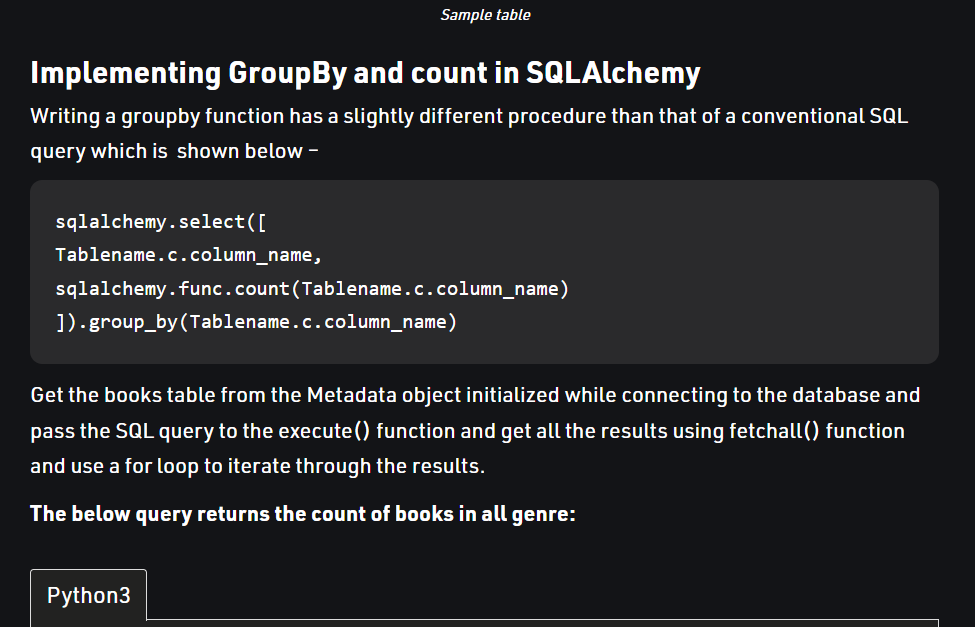 Sample table
Implementing GroupBy and count in SQLAlchemy
Writing a groupby function has a slightly different procedure than that of a conventional SQL
query which is  shown below –
sqlalchemy.select([
Tablename.c.column_name,
sqlalchemy.func.count(Tablename.c.column_name)
]).group_by(Tablename.c.column_name)
Get the books table from the Metadata object initialized while connecting to the database and
pass the SQL query to the execute() function and get all the results using fetchall() function
and use a for loop to iterate through the results.
The below query returns the count of books in all genre:
Python3